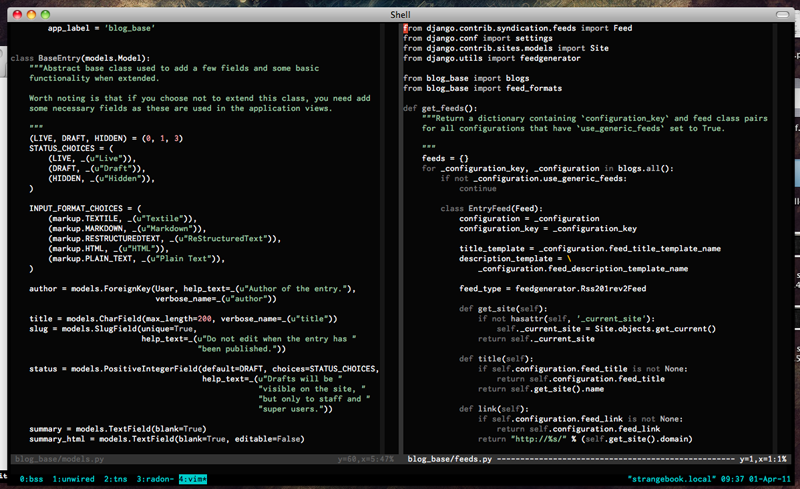 Shell
        app_label = 'blog_base'

class BaseEntry(models.Model):
    """Abstract base class used to add a few fields and some basic
    functionality when extended.

    Worth noting is that if you choose not to extend this class, you need add
    some necessary fields as these are used in the application views.

    """
    (LIVE, DRAFT, HIDDEN) = (0, 1, 3)
    STATUS_CHOICES = (
        (LIVE, _(u"Live")),
        (DRAFT, _(u"Draft")),
        (HIDDEN, _(u"Hidden")),
    )

    INPUT_FORMAT_CHOICES = (
        (markup.TEXTILE, _(u"Textile")),
        (markup.MARKDOWN, _(u"Markdown")),
        (markup.RESTRUCTUREDTEXT, _(u"ReStructuredText")),
        (markup.HTML, _(u"HTML")),
        (markup.PLAIN_TEXT, _(u"Plain Text")),
    )

    author = models.ForeignKey(User, help_text=_(u"Author of the entry."),
                               verbose_name=_(u"author"))

    title = models.CharField(max_length=200, verbose_name=_(u"title"))
    slug = models.SlugField(unique=True,
                            help_text=_(u"Do not edit when the entry has "
                                        "been published."))

    status = models.PositiveIntegerField(default=DRAFT, choices=STATUS_CHOICES,
                                         help_text=_(u"Drafts will be "
                                                     "visible on the site, "
                                                     "but only to staff and "
                                                     "super users."))

    summary = models.TextField(blank=True)
    summary_html = models.TextField(blank=True, editable=False)
blog_base/models.py y=60,x=5:47%
from django.contrib.syndication.feeds import Feed
from django.conf import settings
from django.contrib.sites.models import Site
from django.utils import feedgenerator

from blog_base import blogs
from blog_base import feed_formats

def get_feeds():
    """Return a dictionary containing `configuration_key` and feed class pairs
    for all configurations that have `use_generic_feeds` set to True.

    """
    feeds = {}
    for _configuration_key, _configuration in blogs.all():
        if not _configuration.use_generic_feeds:
            continue

        class EntryFeed(Feed):
            configuration = _configuration
            configuration_key = _configuration_key

            title_template = _configuration.feed_title_template_name
            description_template = \
                _configuration.feed_description_template_name

            feed_type = feedgenerator.Rss201rev2Feed

            def get_site(self):
                if not hasattr(self, '_current_site'):
                    self._current_site = Site.objects.get_current()
                return self._current_site

            def title(self):
                if self.configuration.feed_title is not None:
                    return self.configuration.feed_title
                return self.get_site().name

            def link(self):
                if self.configuration.feed_link is not None:
                    return self.configuration.feed_link
                return "http://%s/" % (self.get_site().domain)
blog_base/feeds.py ------------------------------------------------- y=1,x=1:1%
0:bss  1:unwired  2:tns  3:radon-  4:vim* "strangebook.local" 09:37 01-Apr-11